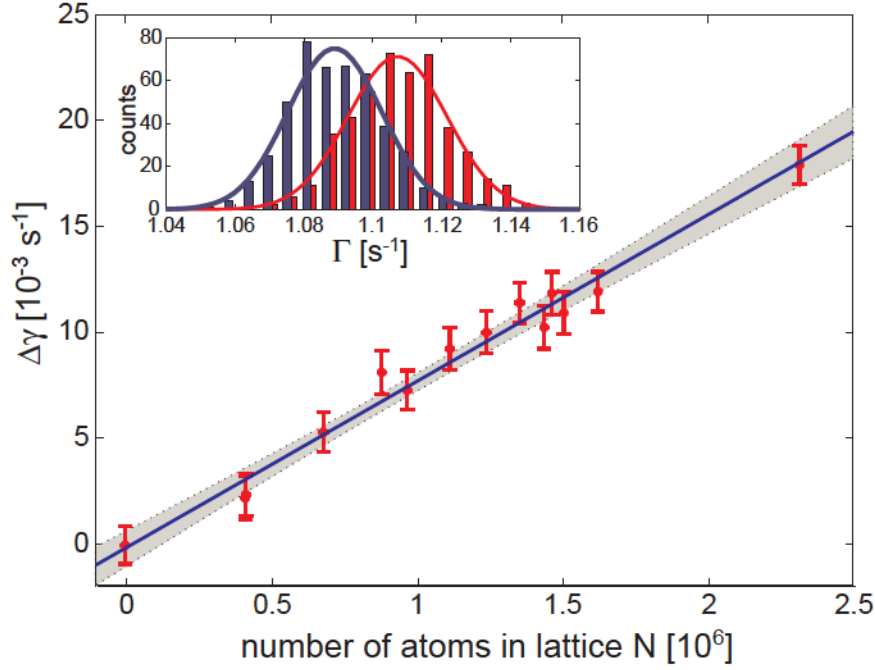 25
20
15
10
5
0
Δγ [10⁻³ s⁻¹]
80
60
40
20
0
counts
1.04 1.06 1.08 1.1 1.12 1.14 1.16
Γ [s⁻¹]
0 0.5 1 1.5 2 2.5
number of atoms in lattice N [10⁶]